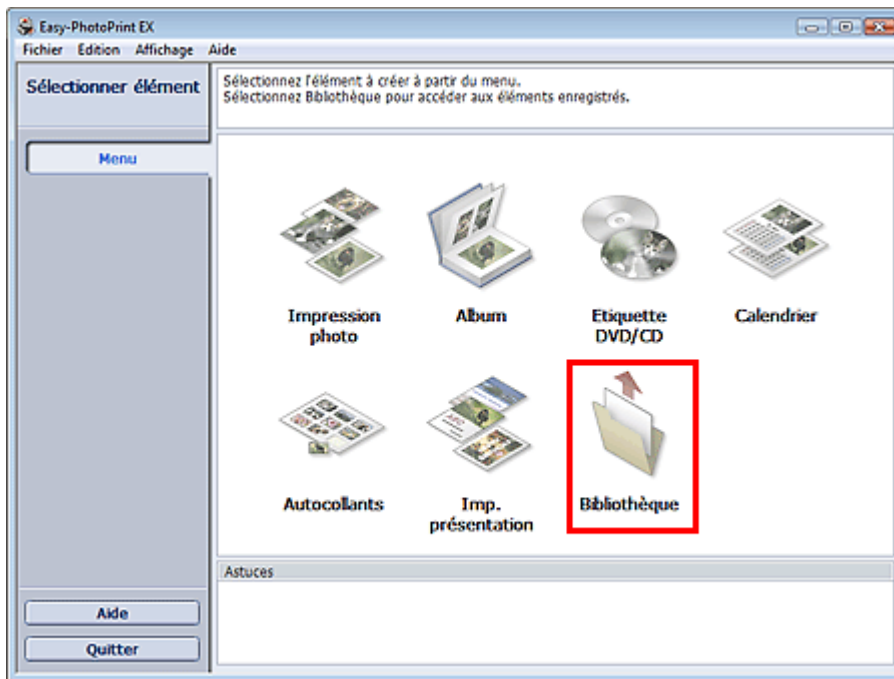 Easy-PhotoPrint EX
Fichier Edition Affichage Aide
Sélectionner élément
Sélectionnez l'élément à créer à partir du menu.
Sélectionnez Bibliothèque pour accéder aux éléments enregistrés.
Menu
Impression
photo
Album
Etiquette
DVD/CD
Calendrier
Autocollants
Imp.
présentation
Bibliothèque
Astuces
Aide
Quitter